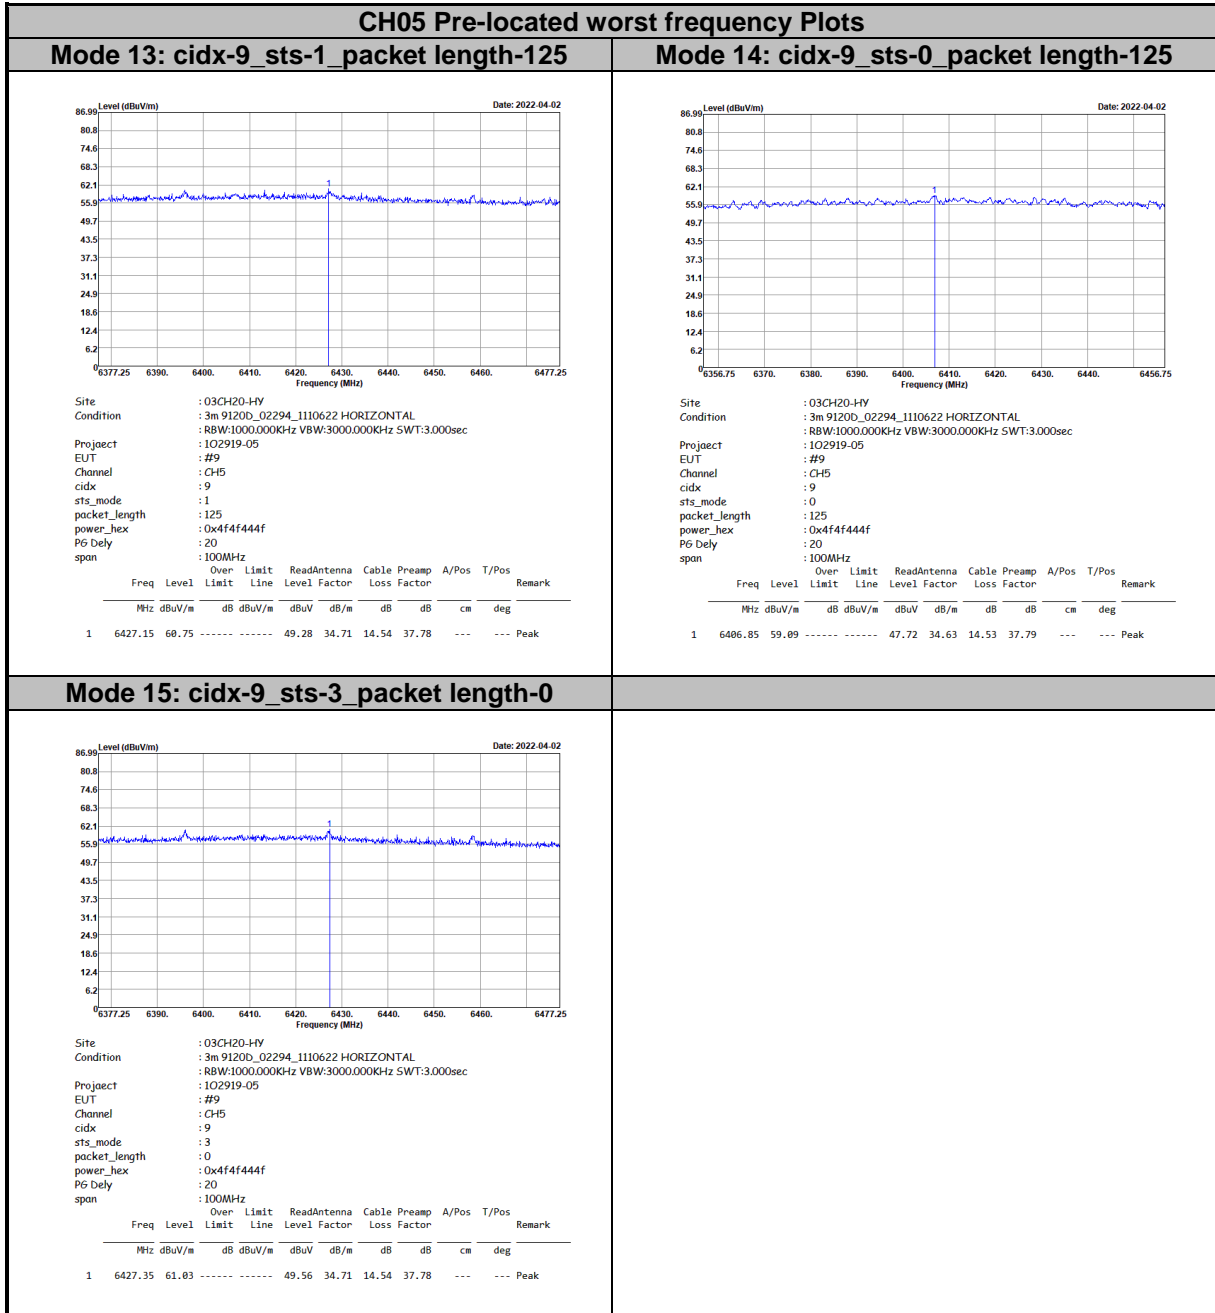 CH05 Pre-located worst frequency Plots
Mode 13: cidx-9_sts-1_packet length-125
Level (dBuV/m) Date: 2022-04-02
86.99
80.8
74.6
68.3
62.1
55.9
49.7
43.5
37.3
31.1
24.9
18.6
12.4
6.2
0
1
6377.25 6390. 6400. 6410. 6420. 6430. 6440. 6450. 6460. 6477.25
Frequency (MHz)
Site : 03CH20-HY
Condition : 3m 9120D_02294_1110622 HORIZONTAL
: RBW:1000.000KHz VBW:3000.000KHz SWT:3.000sec
Projaect : 1O2919-05
EUT : #9
Channel : CH5
cidx : 9
sts_mode : 1
packet_length : 125
power_hex : 0x4f4f444f
PG Dely : 20
span : 100MHz
Over Limit ReadAntenna Cable Preamp A/Pos T/Pos
Freq Level Limit Line Level Factor Loss Factor Remark
MHz dBuV/m dB dBuV/m dBuV dB/m dB dB cm deg
1 6427.15 60.75 ------ ------ 49.28 34.71 14.54 37.78 --- --- Peak
Mode 14: cidx-9_sts-0_packet length-125
Level (dBuV/m) Date: 2022-04-02
86.99
80.8
74.6
68.3
62.1
55.9
49.7
43.5
37.3
31.1
24.9
18.6
12.4
6.2
0
1
6356.75 6370. 6380. 6390. 6400. 6410. 6420. 6430. 6440. 6456.75
Frequency (MHz)
Site : 03CH20-HY
Condition : 3m 9120D_02294_1110622 HORIZONTAL
: RBW:1000.000KHz VBW:3000.000KHz SWT:3.000sec
Projaect : 1O2919-05
EUT : #9
Channel : CH5
cidx : 9
sts_mode : 0
packet_length : 125
power_hex : 0x4f4f444f
PG Dely : 20
span : 100MHz
Over Limit ReadAntenna Cable Preamp A/Pos T/Pos
Freq Level Limit Line Level Factor Loss Factor Remark
MHz dBuV/m dB dBuV/m dBuV dB/m dB dB cm deg
1 6406.85 59.09 ------ ------ 47.72 34.63 14.53 37.79 --- --- Peak
Mode 15: cidx-9_sts-3_packet length-0
Level (dBuV/m) Date: 2022-04-02
86.99
80.8
74.6
68.3
62.1
55.9
49.7
43.5
37.3
31.1
24.9
18.6
12.4
6.2
0
1
6377.25 6390. 6400. 6410. 6420. 6430. 6440. 6450. 6460. 6477.25
Frequency (MHz)
Site : 03CH20-HY
Condition : 3m 9120D_02294_1110622 HORIZONTAL
: RBW:1000.000KHz VBW:3000.000KHz SWT:3.000sec
Projaect : 1O2919-05
EUT : #9
Channel : CH5
cidx : 9
sts_mode : 3
packet_length : 0
power_hex : 0x4f4f444f
PG Dely : 20
span : 100MHz
Over Limit ReadAntenna Cable Preamp A/Pos T/Pos
Freq Level Limit Line Level Factor Loss Factor Remark
MHz dBuV/m dB dBuV/m dBuV dB/m dB dB cm deg
1 6427.35 61.03 ------ ------ 49.56 34.71 14.54 37.78 --- --- Peak